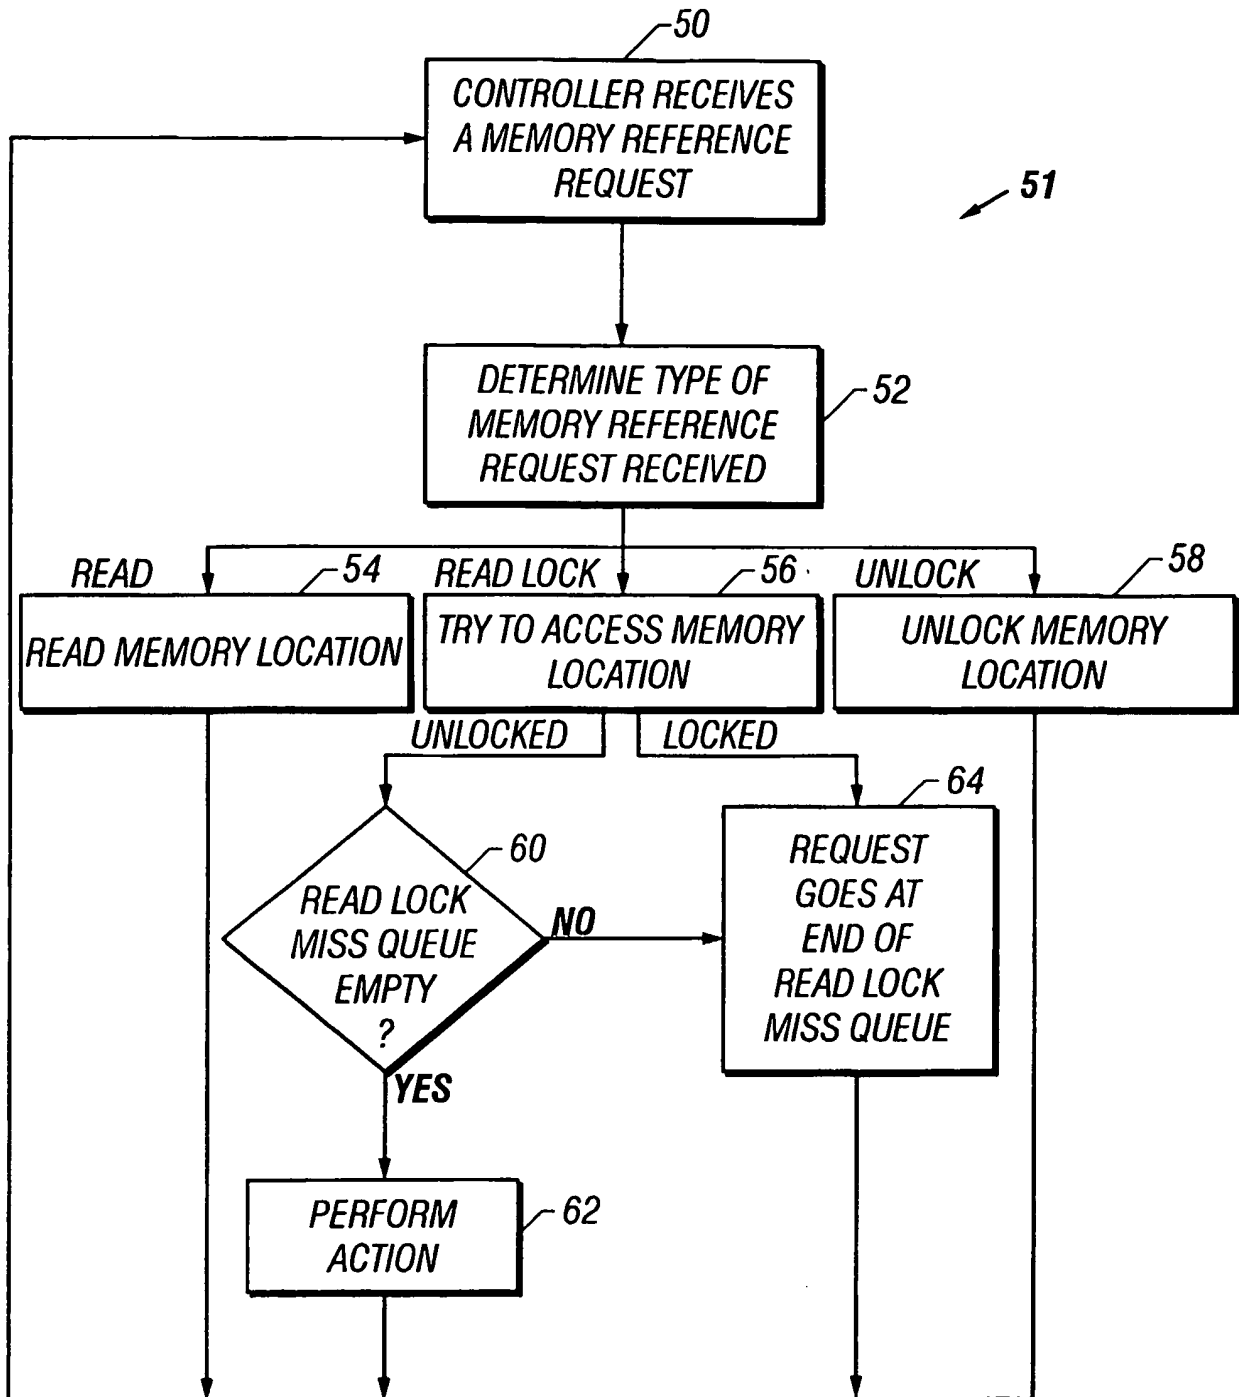 50
CONTROLLER RECEIVES
A MEMORY REFERENCE
REQUEST
51
DETERMINE TYPE OF
MEMORY REFERENCE
REQUEST RECEIVED
52
READ
54
READ LOCK
56
UNLOCK
58
READ MEMORY LOCATION
TRY TO ACCESS MEMORY
LOCATION
UNLOCK MEMORY
LOCATION
UNLOCKED
LOCKED
60
READ LOCK
MISS QUEUE
EMPTY
?
NO
YES
64
REQUEST
GOES AT
END OF
READ LOCK
MISS QUEUE
PERFORM
ACTION
62